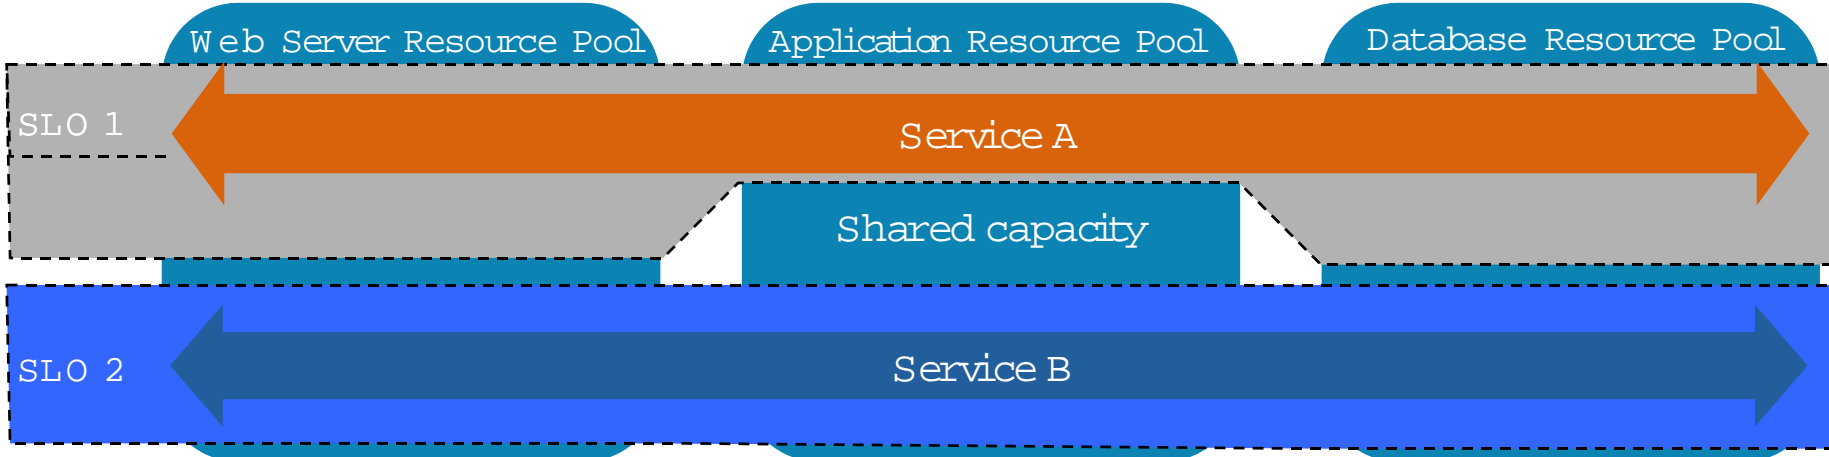 Web Server Resource Pool
Application Resource Pool
Database Resource Pool
SLO 1
Service A
Shared capacity
SLO 2
Service B